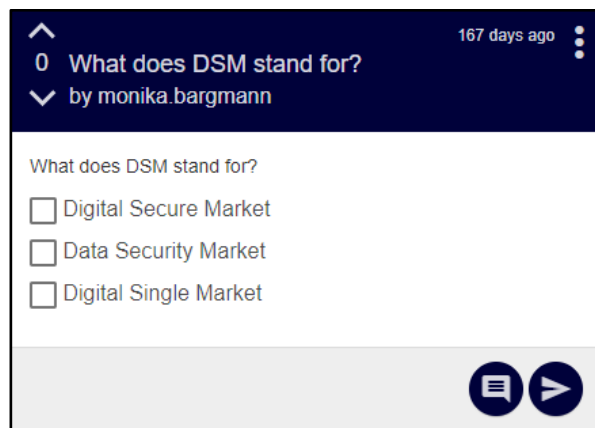 167 days ago
0 What does DSM stand for?
by monika.bargmann
What does DSM stand for?
Digital Secure Market
Data Security Market
Digital Single Market